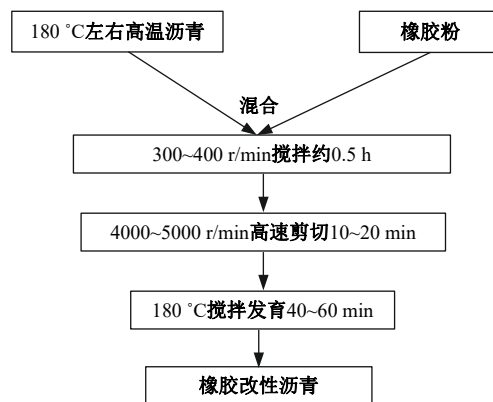 180 ˚C左右高温沥青
橡胶粉
混合
300~400 r/min搅拌约0.5 h
4000~5000 r/min高速剪切10~20 min
180 ˚C搅拌发育40~60 min
橡胶改性沥青